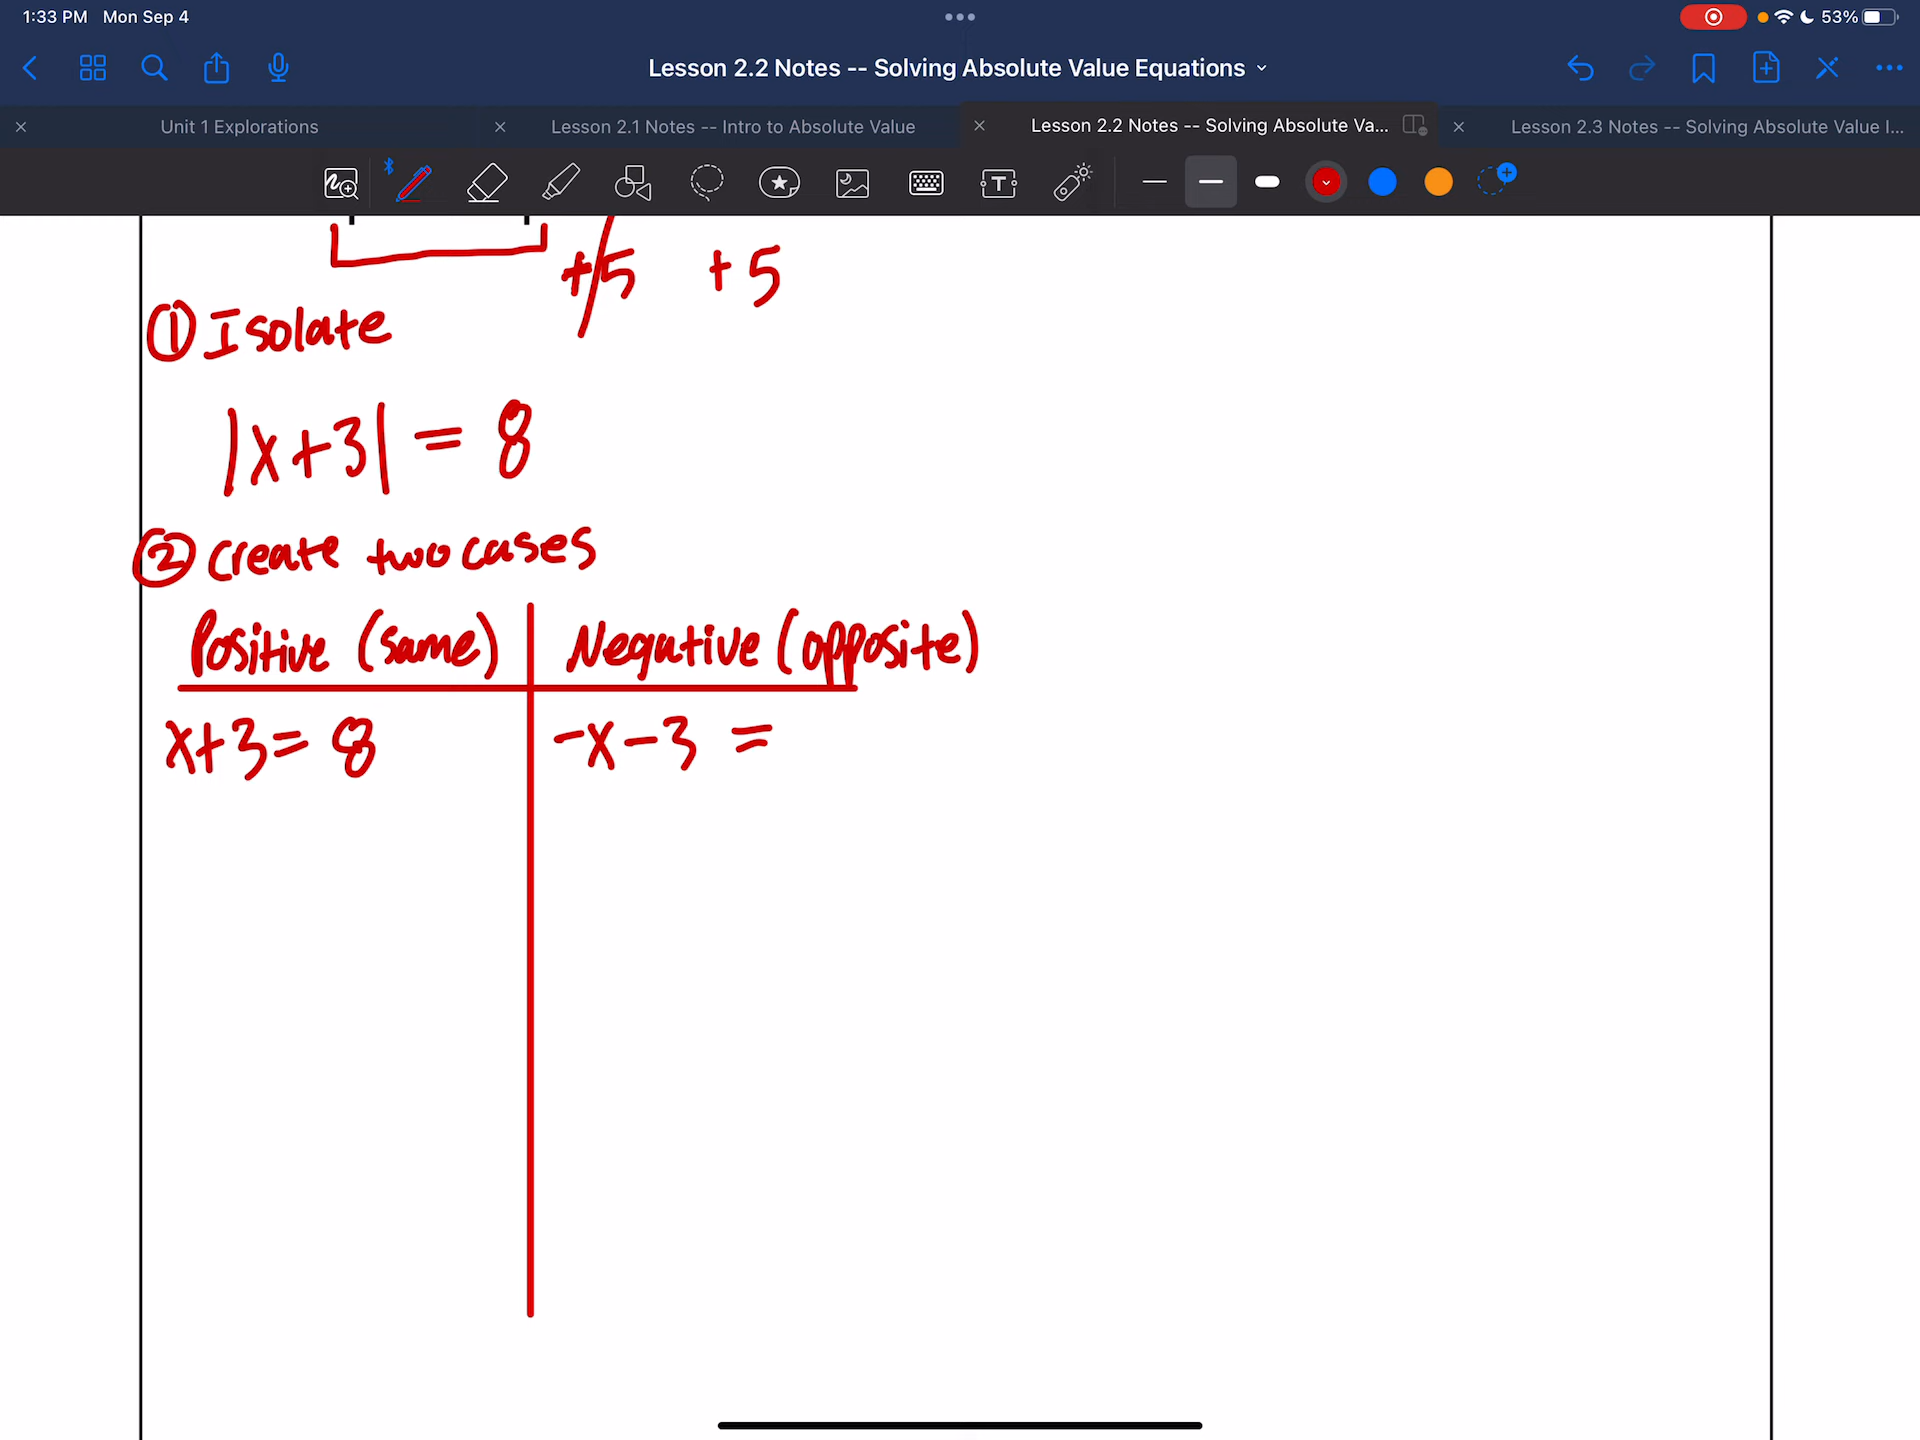 1:33 PM Mon Sep 4
53%
Lesson 2.2 Notes -- Solving Absolute Value Equations
Unit 1 Explorations
Lesson 2.1 Notes -- Intro to Absolute Value
Lesson 2.2 Notes -- Solving Absolute Va...
Lesson 2.3 Notes -- Solving Absolute Value I...
T
+5 +5
① Isolate
|x+3| = 8
② Create two cases
Positive (same) Negative (opposite)
x+3 = 8 -x-3 =